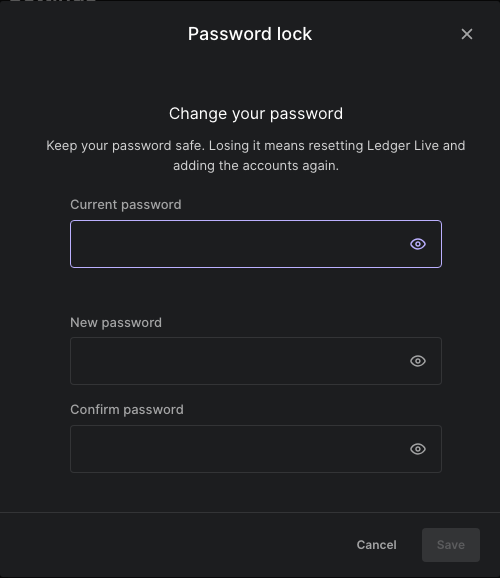 Password lock
Change your password
Keep your password safe. Losing it means resetting Ledger Live and
adding the accounts again.
Current password
New password
Confirm password
Cancel Save